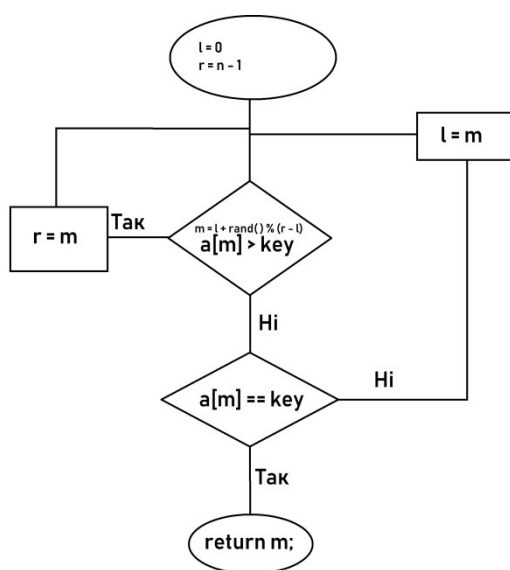 l = 0
r = n - 1
l = m
r = m
Так
m = l + rand() % (r - l)
a[m] > key
Ні
a[m] == key
Ні
Так
return m;